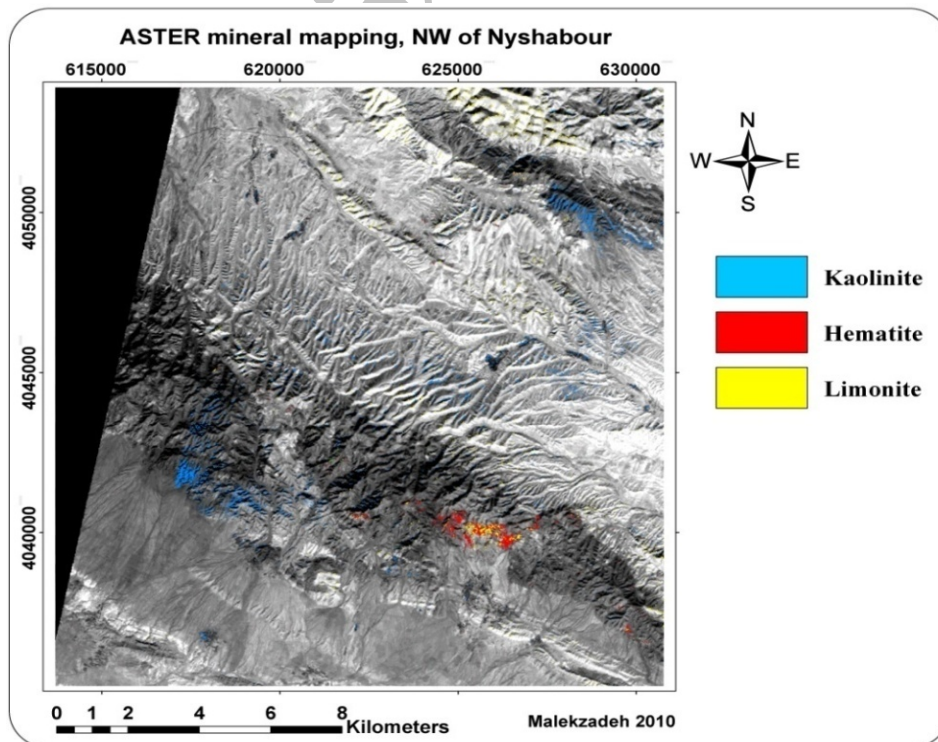 ASTER mineral mapping, NW of Nyshabour
615000 620000 625000 630000
N
W E
S
4050000
4045000
4040000
Kaolinite
Hematite
Limonite
0 1 2 4 6 8
Kilometers
Malekzadeh 2010